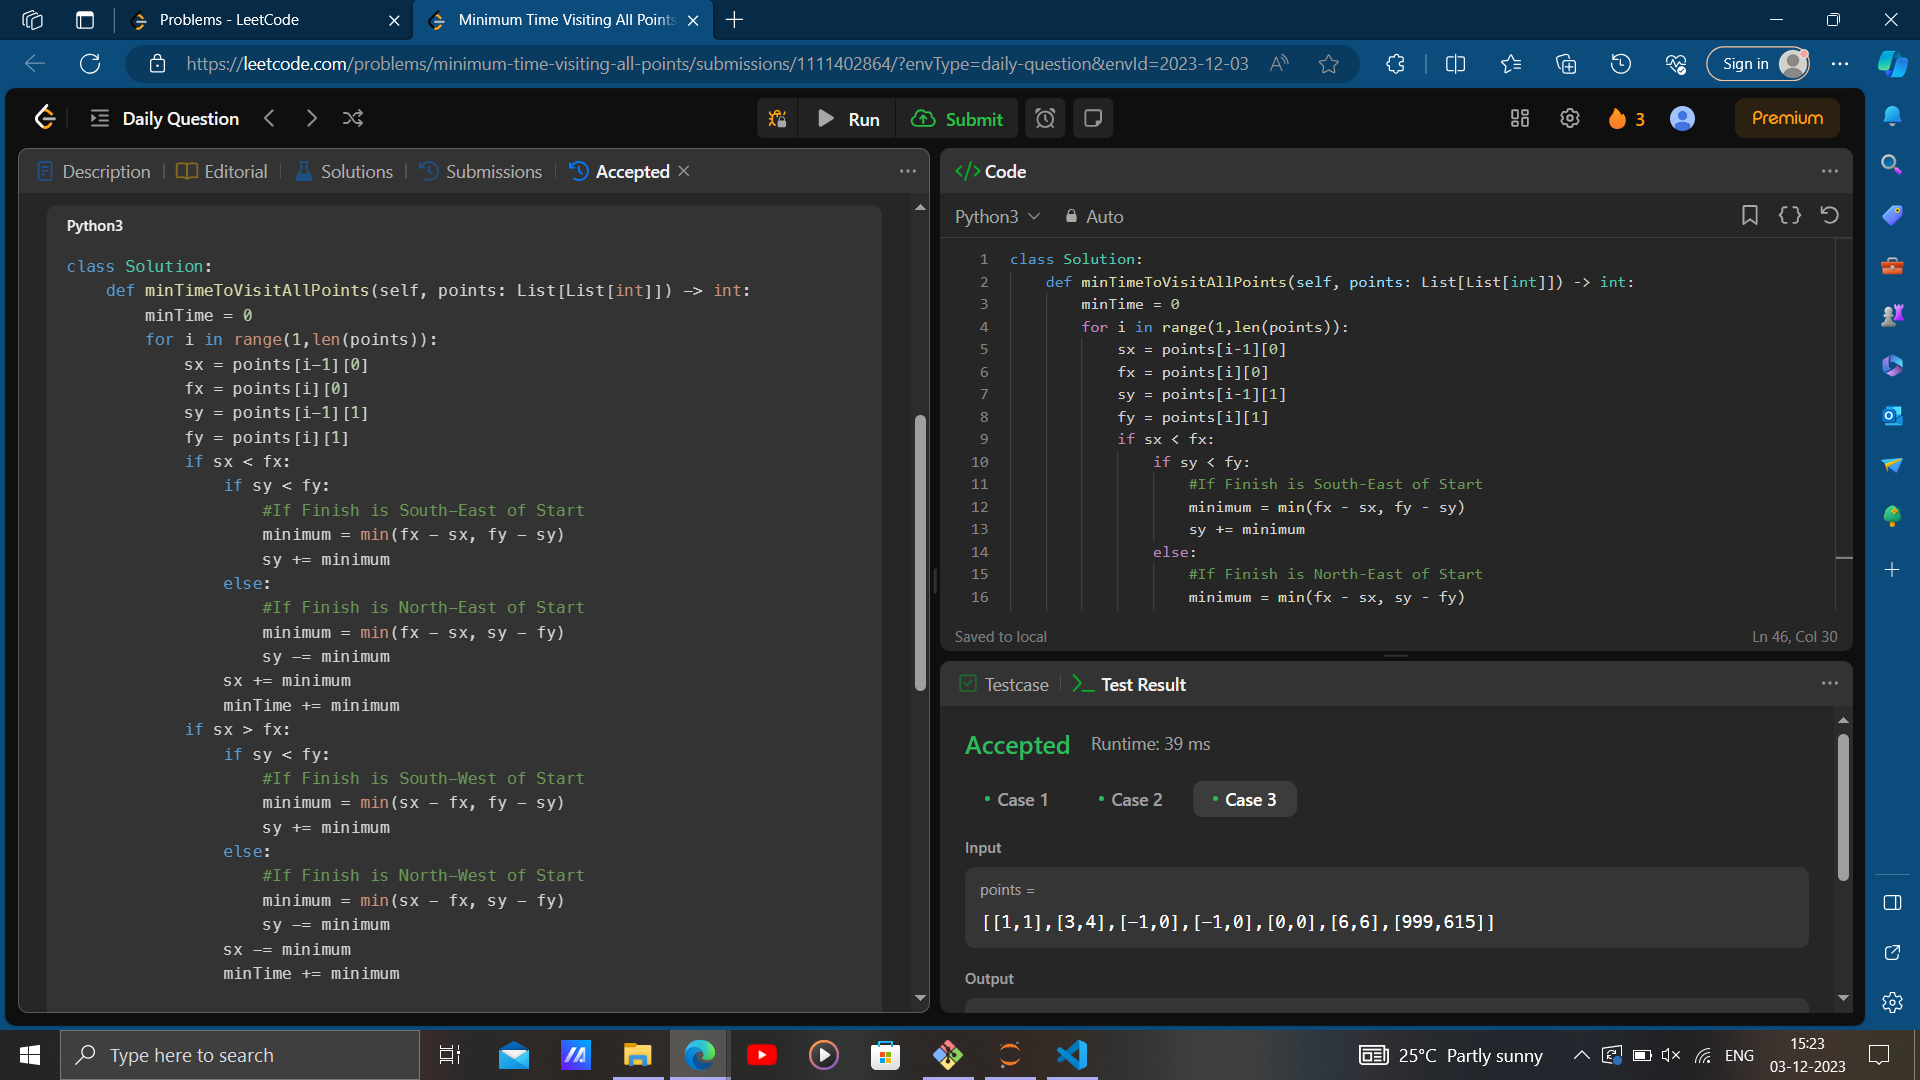 Problems - LeetCode
Minimum Time Visiting All Points
https://leetcode.com/problems/minimum-time-visiting-all-points/submissions/1111402864/?envType=daily-question&envId=2023-12-03
Sign in
Daily Question
Run
Submit
3
Premium
Description
Editorial
Solutions
Submissions
Accepted
Python3
class Solution:
    def minTimeToVisitAllPoints(self, points: List[List[int]]) -> int:
        minTime = 0
        for i in range(1,len(points)):
            sx = points[i-1][0]
            fx = points[i][0]
            sy = points[i-1][1]
            fy = points[i][1]
            if sx < fx:
                if sy < fy:
                    #If Finish is South-East of Start
                    minimum = min(fx - sx, fy - sy)
                    sy += minimum
                else:
                    #If Finish is North-East of Start
                    minimum = min(fx - sx, sy - fy)
                    sy -= minimum
                sx += minimum
                minTime += minimum
            if sx > fx:
                if sy < fy:
                    #If Finish is South-West of Start
                    minimum = min(sx - fx, fy - sy)
                    sy += minimum
                else:
                    #If Finish is North-West of Start
                    minimum = min(sx - fx, sy - fy)
                    sy -= minimum
                sx -= minimum
                minTime += minimum
Code
Python3
Auto
1 class Solution:
2     def minTimeToVisitAllPoints(self, points: List[List[int]]) -> int:
3         minTime = 0
4         for i in range(1,len(points)):
5             sx = points[i-1][0]
6             fx = points[i][0]
7             sy = points[i-1][1]
8             fy = points[i][1]
9             if sx < fx:
10                 if sy < fy:
11                     #If Finish is South-East of Start
12                     minimum = min(fx - sx, fy - sy)
13                     sy += minimum
14                 else:
15                     #If Finish is North-East of Start
16                     minimum = min(fx - sx, sy - fy)
Saved to local
Ln 46, Col 30
Testcase
Test Result
Accepted
Runtime: 39 ms
Case 1
Case 2
Case 3
Input
points =
[[1,1],[3,4],[-1,0],[-1,0],[0,0],[6,6],[999,615]]
Output
Type here to search
25°C Partly sunny
ENG
15:23
03-12-2023